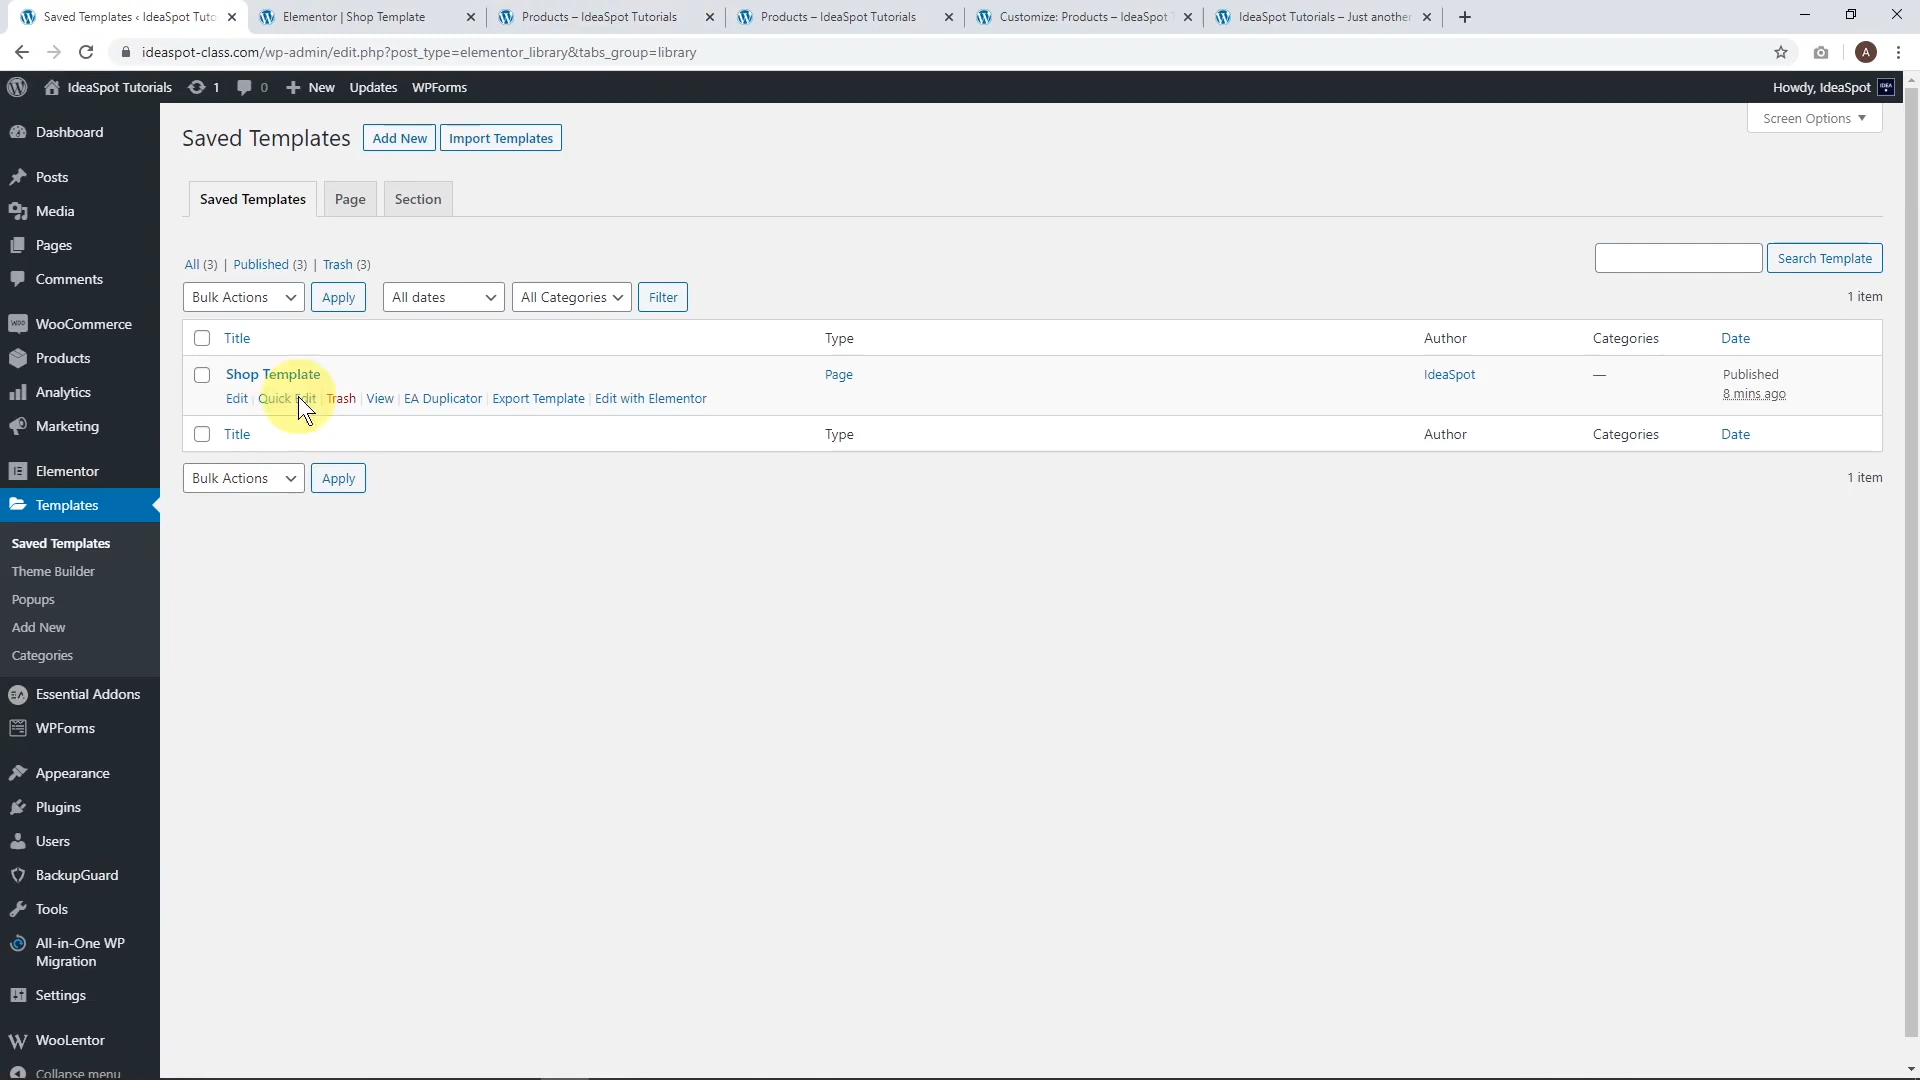 Saved Templates ‹ IdeaSpot Tuto
Elementor | Shop Template
Products – IdeaSpot Tutorials
Products – IdeaSpot Tutorials
Customize: Products – IdeaSpot T
IdeaSpot Tutorials – Just another
ideaspot-class.com/wp-admin/edit.php?post_type=elementor_library&tabs_group=library
A
IdeaSpot Tutorials
1
0
New
Updates
WPForms
Howdy, IdeaSpot
Screen Options
Dashboard
Posts
Media
Pages
Comments
WooCommerce
Products
Analytics
Marketing
Elementor
Templates
Saved Templates
Theme Builder
Popups
Add New
Categories
Essential Addons
WPForms
Appearance
Plugins
Users
BackupGuard
Tools
All-in-One WP
Migration
Settings
WooLentor
Collapse menu
Saved Templates
Add New
Import Templates
Saved Templates
Page
Section
All (3) | Published (3) | Trash (3)
Search Template
Bulk Actions
Apply
All dates
All Categories
Filter
1 item
Title
Type
Author
Categories
Date
Shop Template
Page
IdeaSpot
—
Published
8 mins ago
Edit | Quick Edit | Trash | View | EA Duplicator | Export Template | Edit with Elementor
Title
Type
Author
Categories
Date
Bulk Actions
Apply
1 item